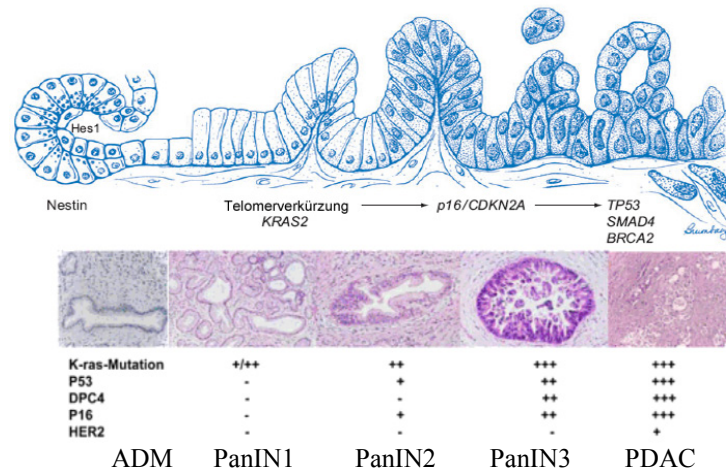 Hes1
Nestin
Telomerverkürzung
KRAS2
p16/CDKN2A
TP53
SMAD4
BRCA2
K-ras-Mutation +/++ ++ +++ +++
P53 - + ++ +++
DPC4 - - ++ +++
P16 - + ++ +++
HER2 - - - +
ADM PanIN1 PanIN2 PanIN3 PDAC